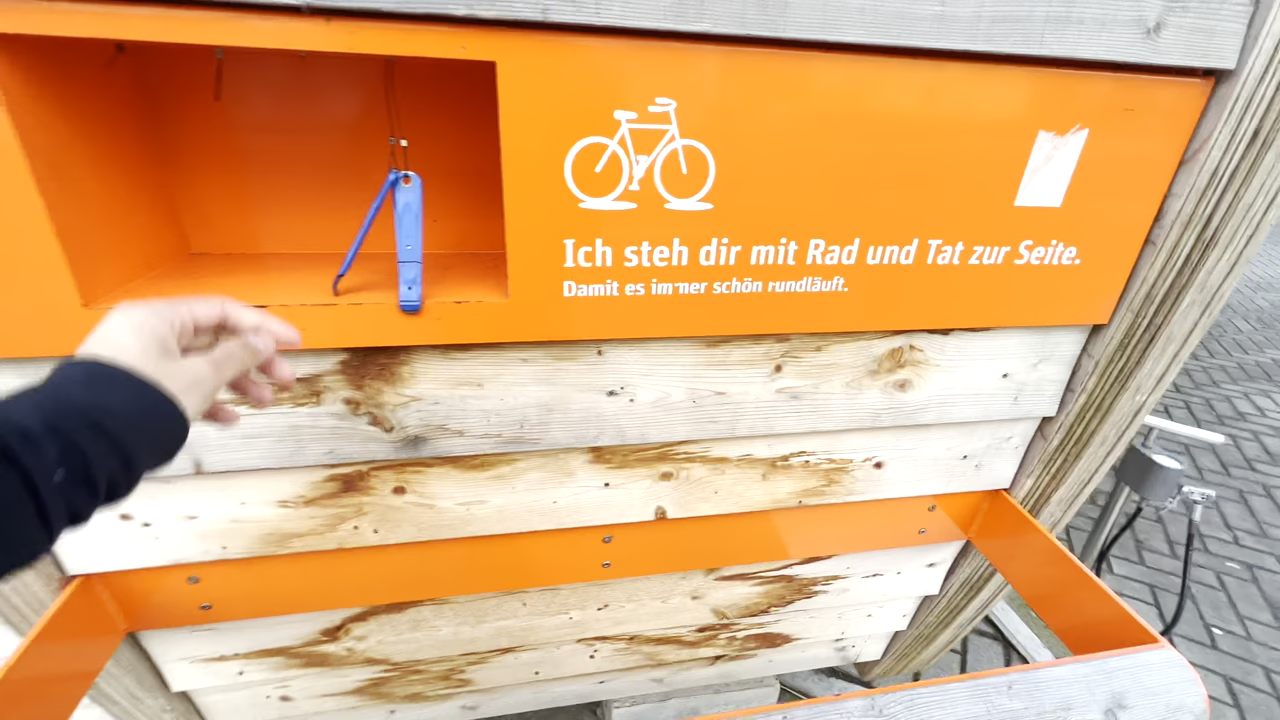 Ich steh dir mit Rad und Tat zur Seite.
Damit es immer schön rundläuft.